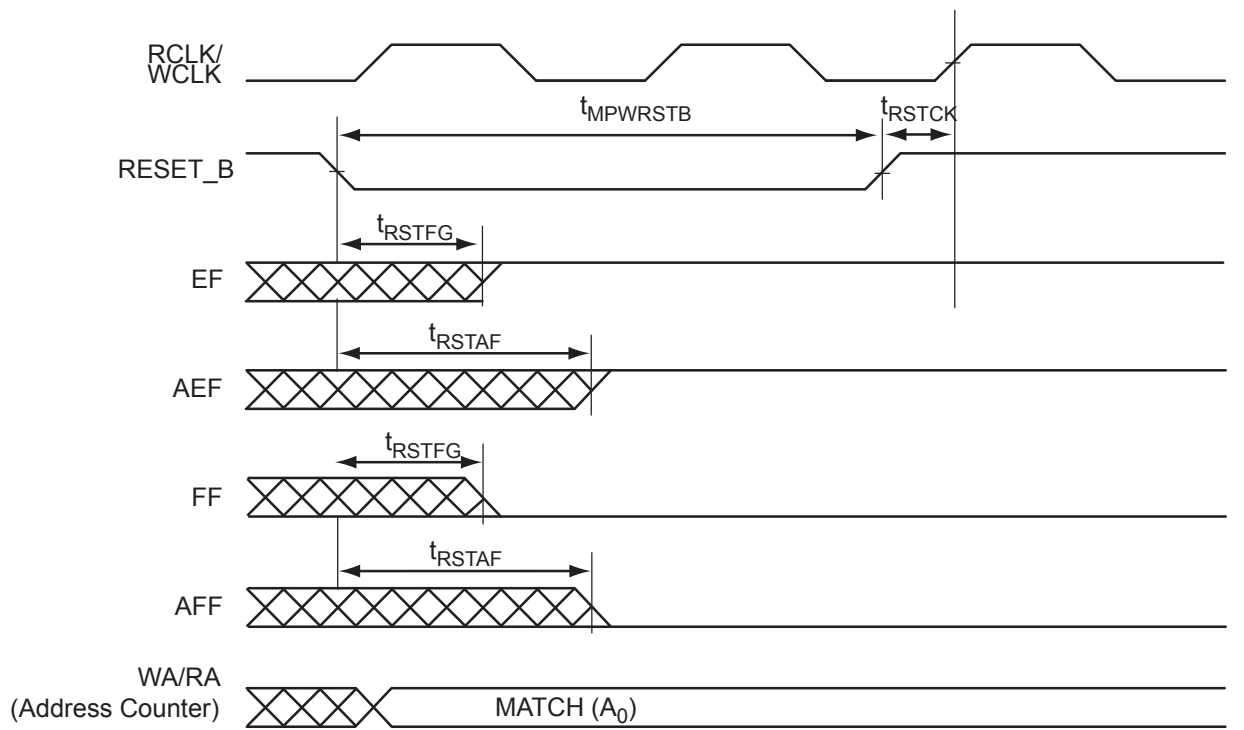 RCLK/
WCLK
tMPWRSTB
tRSTCK
RESET_B
tRSTFG
EF
tRSTAF
AEF
tRSTFG
FF
tRSTAF
AFF
WA/RA
(Address Counter)
MATCH (A0)